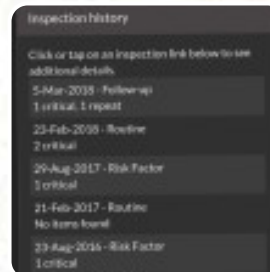 Inspection history
Click or tap on an inspection link below to see
additional details.
5-Mar-2018 - Follow-up
1 critical, 1 repeat
23-Feb-2018 - Routine
2 critical
29-Aug-2017 - Risk Factor
1 critical
21-Feb-2017 - Routine
No items found
23-Aug-2016 - Risk Factor
1 critical